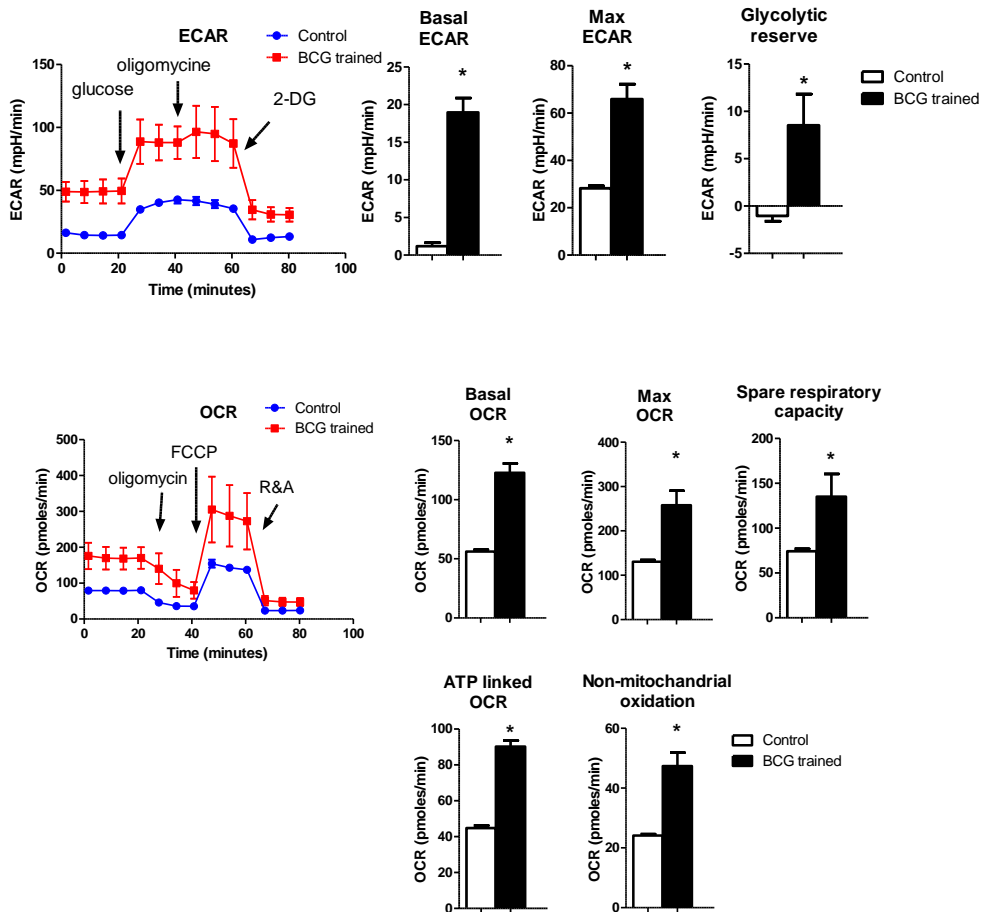 ECAR
Control
BCG trained
oligomycine
glucose
2-DG
ECAR (mpH/min)
150
100
50
0
0 20 40 60 80 100
Time (minutes)
Basal
ECAR
ECAR (mpH/min)
25
20
15
10
5
0
*
Max
ECAR
ECAR (mpH/min)
80
60
40
20
0
*
Glycolytic
reserve
ECAR (mpH/min)
15
10
5
0
-5
*
Control
BCG trained
OCR
Control
BCG trained
FCCP
oligomycin
R&A
OCR (pmoles/min)
500
400
300
200
100
0
0 20 40 60 80 100
Time (minutes)
Basal
OCR
OCR (pmoles/min)
150
100
50
0
*
Max
OCR
OCR (pmoles/min)
400
300
200
100
0
*
Spare respiratory
capacity
OCR (pmoles/min)
200
150
100
50
0
*
ATP linked
OCR
OCR (pmoles/min)
100
80
60
40
20
0
*
Non-mitochandrial
oxidation
OCR (pmoles/min)
60
40
20
0
*
Control
BCG trained